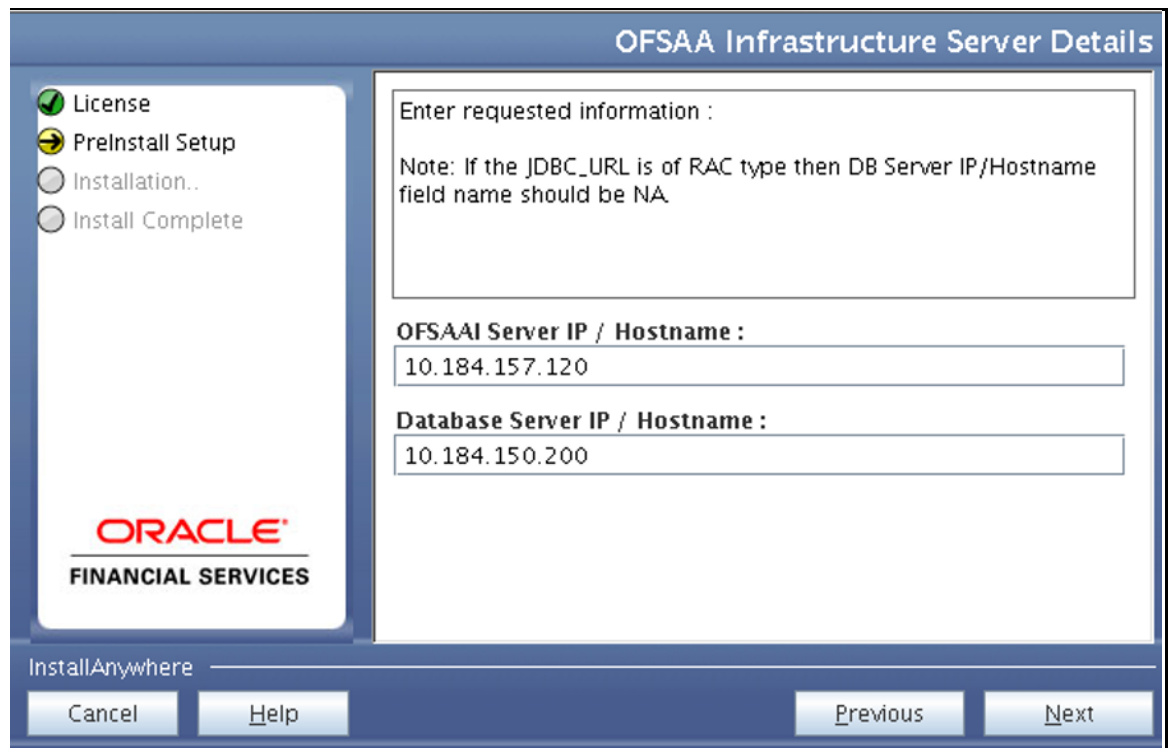 OFSAA Infrastructure Server Details
License
PreInstall Setup
Installation..
Install Complete
Enter requested information :
Note: If the JDBC_URL is of RAC type then DB Server IP/Hostname
field name should be NA.
OFSAAI Server IP / Hostname :
10.184.157.120
Database Server IP / Hostname :
10.184.150.200
ORACLE
FINANCIAL SERVICES
InstallAnywhere
Cancel
Help
Previous
Next